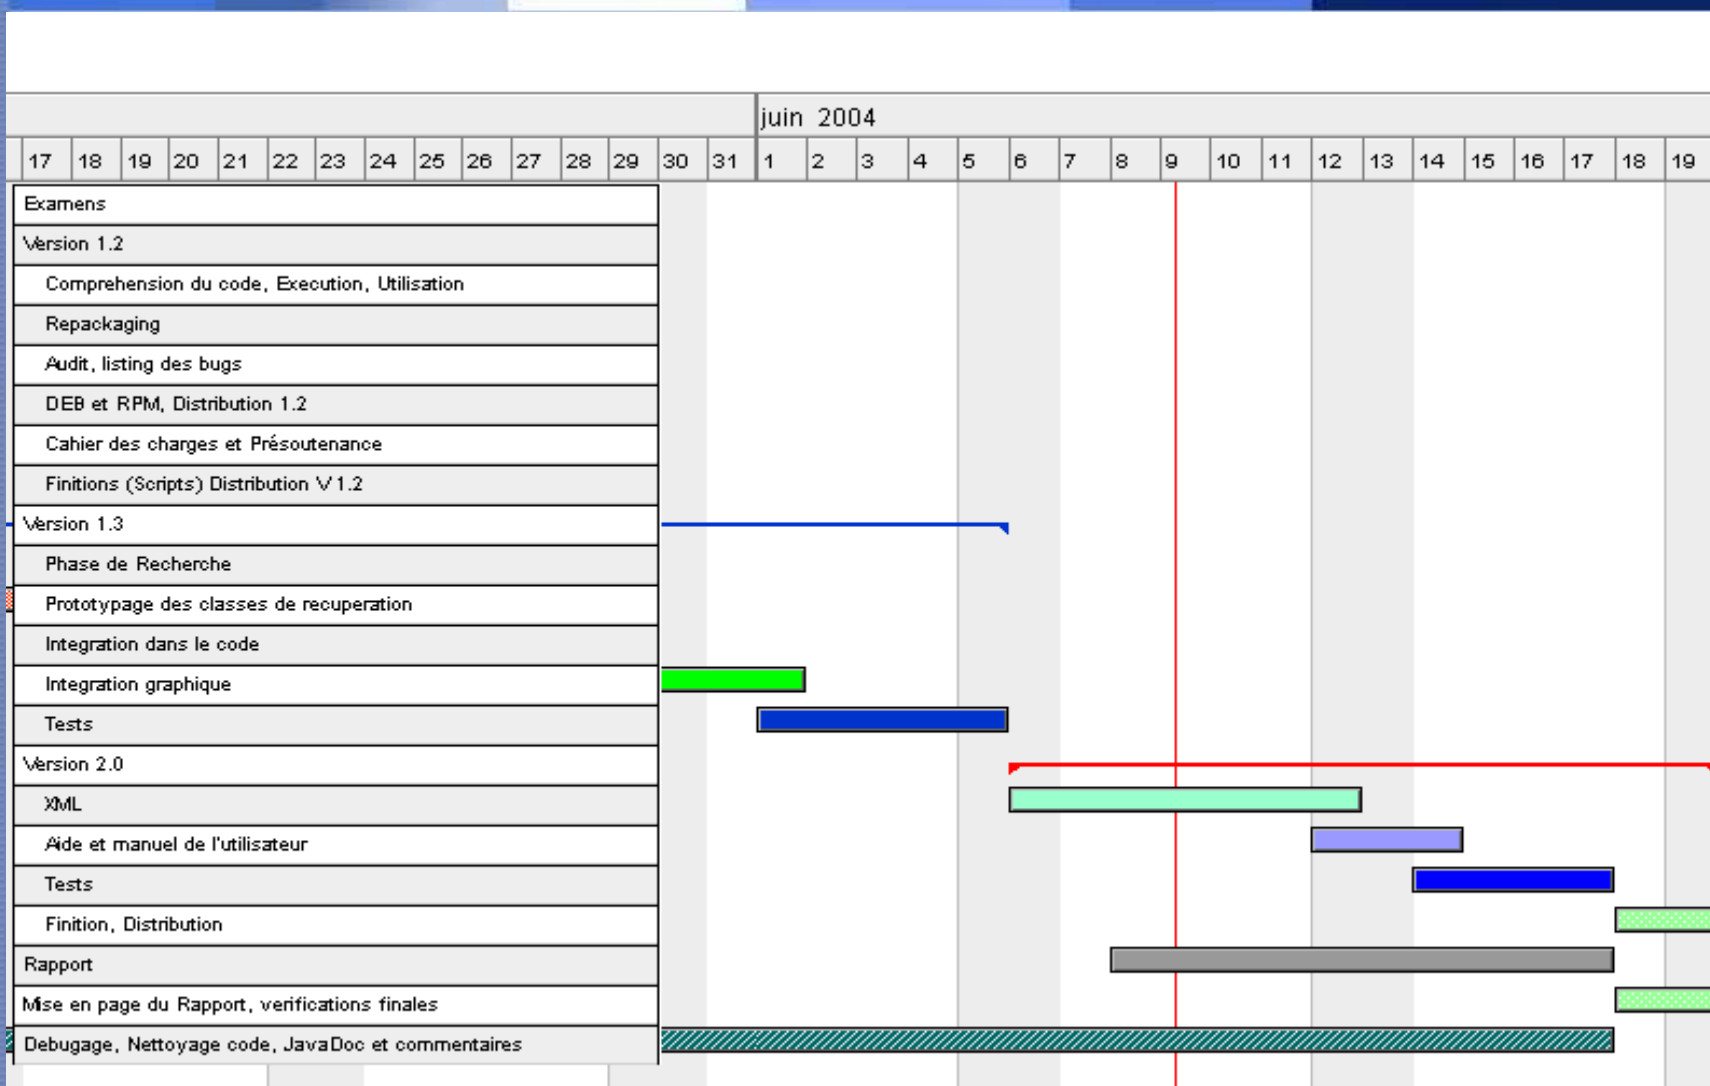 juin 2004
17 18 19 20 21 22 23 24 25 26 27 28 29 30 31 1 2 3 4 5 6 7 8 9 10 11 12 13 14 15 16 17 18 19
Examens
Version 1.2
Comprehension du code, Execution, Utilisation
Repackaging
Audit, listing des bugs
DEB et RPM, Distribution 1.2
Cahier des charges et Présoutenance
Finitions (Scripts) Distribution V1.2
Version 1.3
Phase de Recherche
Prototypage des classes de recuperation
Integration dans le code
Integration graphique
Tests
Version 2.0
XML
Aide et manuel de l'utilisateur
Tests
Finition, Distribution
Rapport
Mise en page du Rapport, verifications finales
Debugage, Nettoyage code, JavaDoc et commentaires